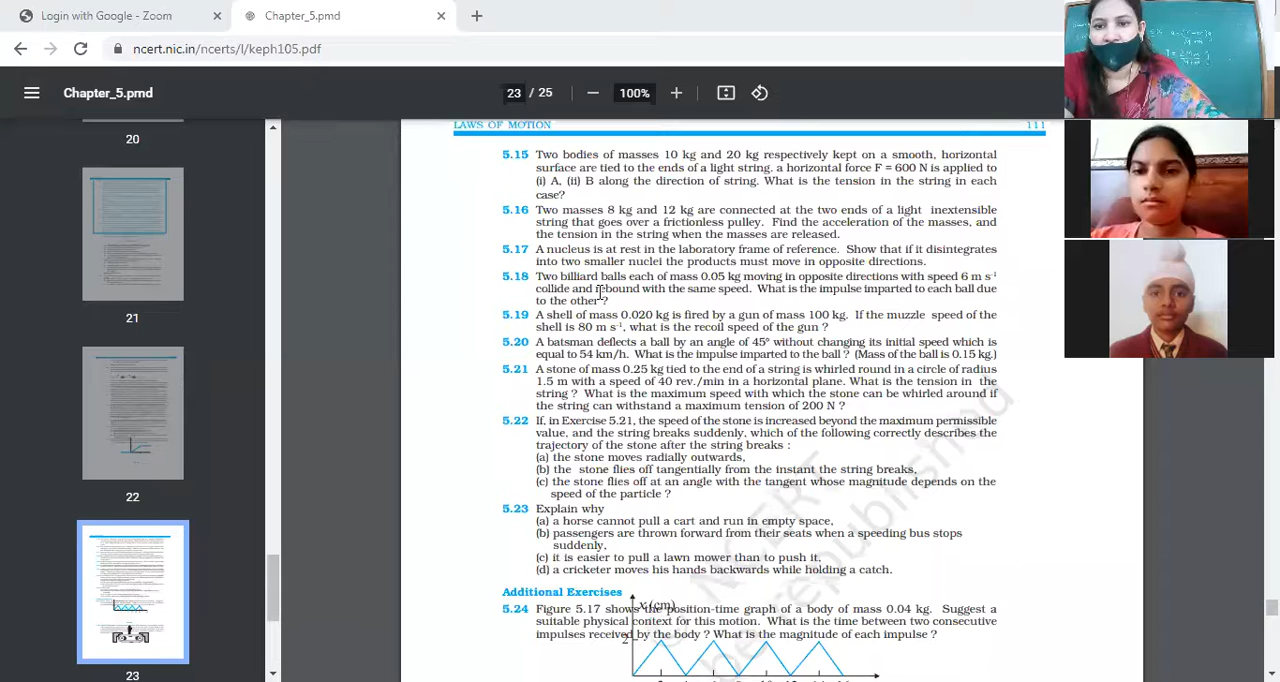 Login with Google - Zoom
Chapter_5.pmd
ncert.nic.in/ncerts/l/keph105.pdf
Chapter_5.pmd
23 / 25
100%
20
21
22
23
LAWS OF MOTION 111
5.15 Two bodies of masses 10 kg and 20 kg respectively kept on a smooth, horizontal
surface are tied to the ends of a light string. a horizontal force F = 600 N is applied to
(i) A, (ii) B along the direction of string. What is the tension in the string in each
case?
5.16 Two masses 8 kg and 12 kg are connected at the two ends of a light inextensible
string that goes over a frictionless pulley. Find the acceleration of the masses, and
the tension in the string when the masses are released.
5.17 A nucleus is at rest in the laboratory frame of reference. Show that if it disintegrates
into two smaller nuclei the products must move in opposite directions.
5.18 Two billiard balls each of mass 0.05 kg moving in opposite directions with speed 6 m s⁻¹
collide and rebound with the same speed. What is the impulse imparted to each ball due
to the other ?
5.19 A shell of mass 0.020 kg is fired by a gun of mass 100 kg. If the muzzle speed of the
shell is 80 m s⁻¹, what is the recoil speed of the gun ?
5.20 A batsman deflects a ball by an angle of 45° without changing its initial speed which is
equal to 54 km/h. What is the impulse imparted to the ball ? (Mass of the ball is 0.15 kg.)
5.21 A stone of mass 0.25 kg tied to the end of a string is whirled round in a circle of radius
1.5 m with a speed of 40 rev./min in a horizontal plane. What is the tension in the
string ? What is the maximum speed with which the stone can be whirled around if
the string can withstand a maximum tension of 200 N ?
5.22 If, in Exercise 5.21, the speed of the stone is increased beyond the maximum permissible
value, and the string breaks suddenly, which of the following correctly describes the
trajectory of the stone after the string breaks :
(a) the stone moves radially outwards,
(b) the stone flies off tangentially from the instant the string breaks,
(c) the stone flies off at an angle with the tangent whose magnitude depends on the
speed of the particle ?
5.23 Explain why
(a) a horse cannot pull a cart and run in empty space,
(b) passengers are thrown forward from their seats when a speeding bus stops
suddenly,
(c) it is easier to pull a lawn mower than to push it,
(d) a cricketer moves his hands backwards while holding a catch.
Additional Exercises
5.24 Figure 5.17 shows the position-time graph of a body of mass 0.04 kg. Suggest a
suitable physical context for this motion. What is the time between two consecutive
impulses received by the body ? What is the magnitude of each impulse ?
x (cm)
2